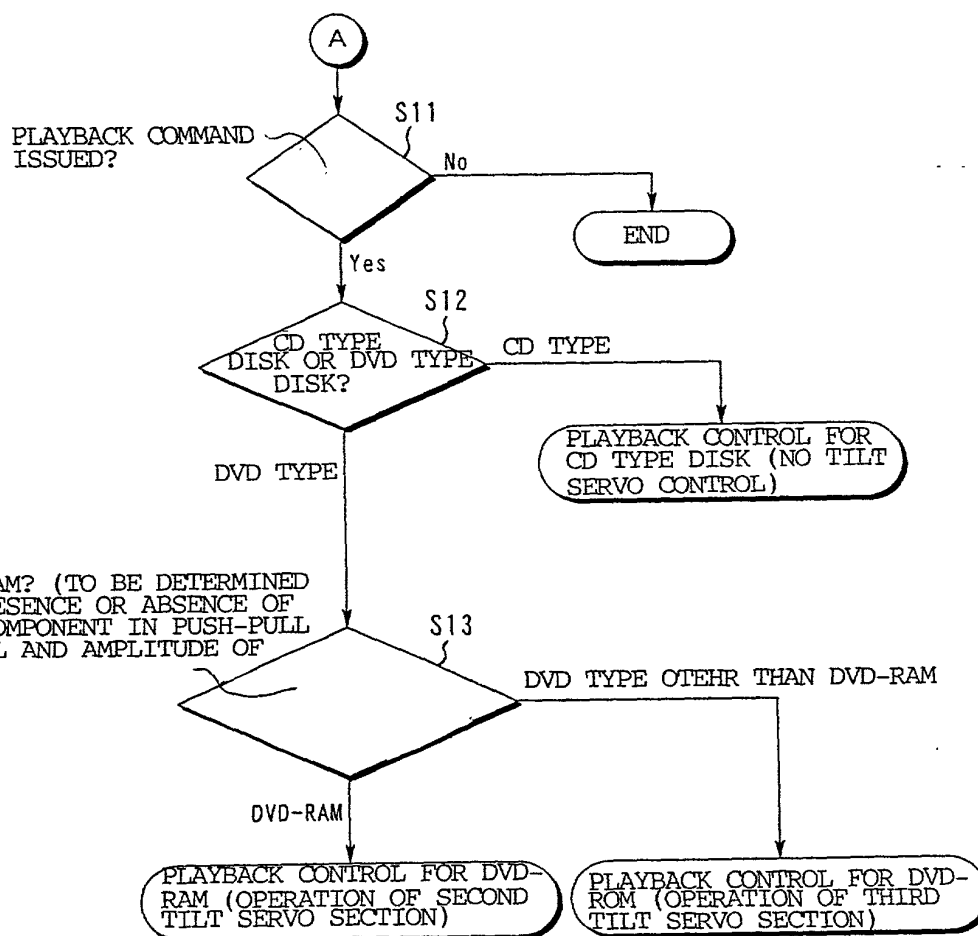 A
S11
PLAYBACK COMMAND
ISSUED?
No
END
Yes
S12
CD TYPE
DISK OR DVD TYPE
DISK?
CD TYPE
PLAYBACK CONTROL FOR
CD TYPE DISK (NO TILT
SERVO CONTROL)
DVD TYPE
AM? (TO BE DETERMINED
ESENCE OR ABSENCE OF
OMPONENT IN PUSH-PULL
L AND AMPLITUDE OF
S13
DVD TYPE OTEHR THAN DVD-RAM
DVD-RAM
PLAYBACK CONTROL FOR DVD-
RAM (OPERATION OF SECOND
TILT SERVO SECTION)
PLAYBACK CONTROL FOR DVD-
ROM (OPERATION OF THIRD
TILT SERVO SECTION)